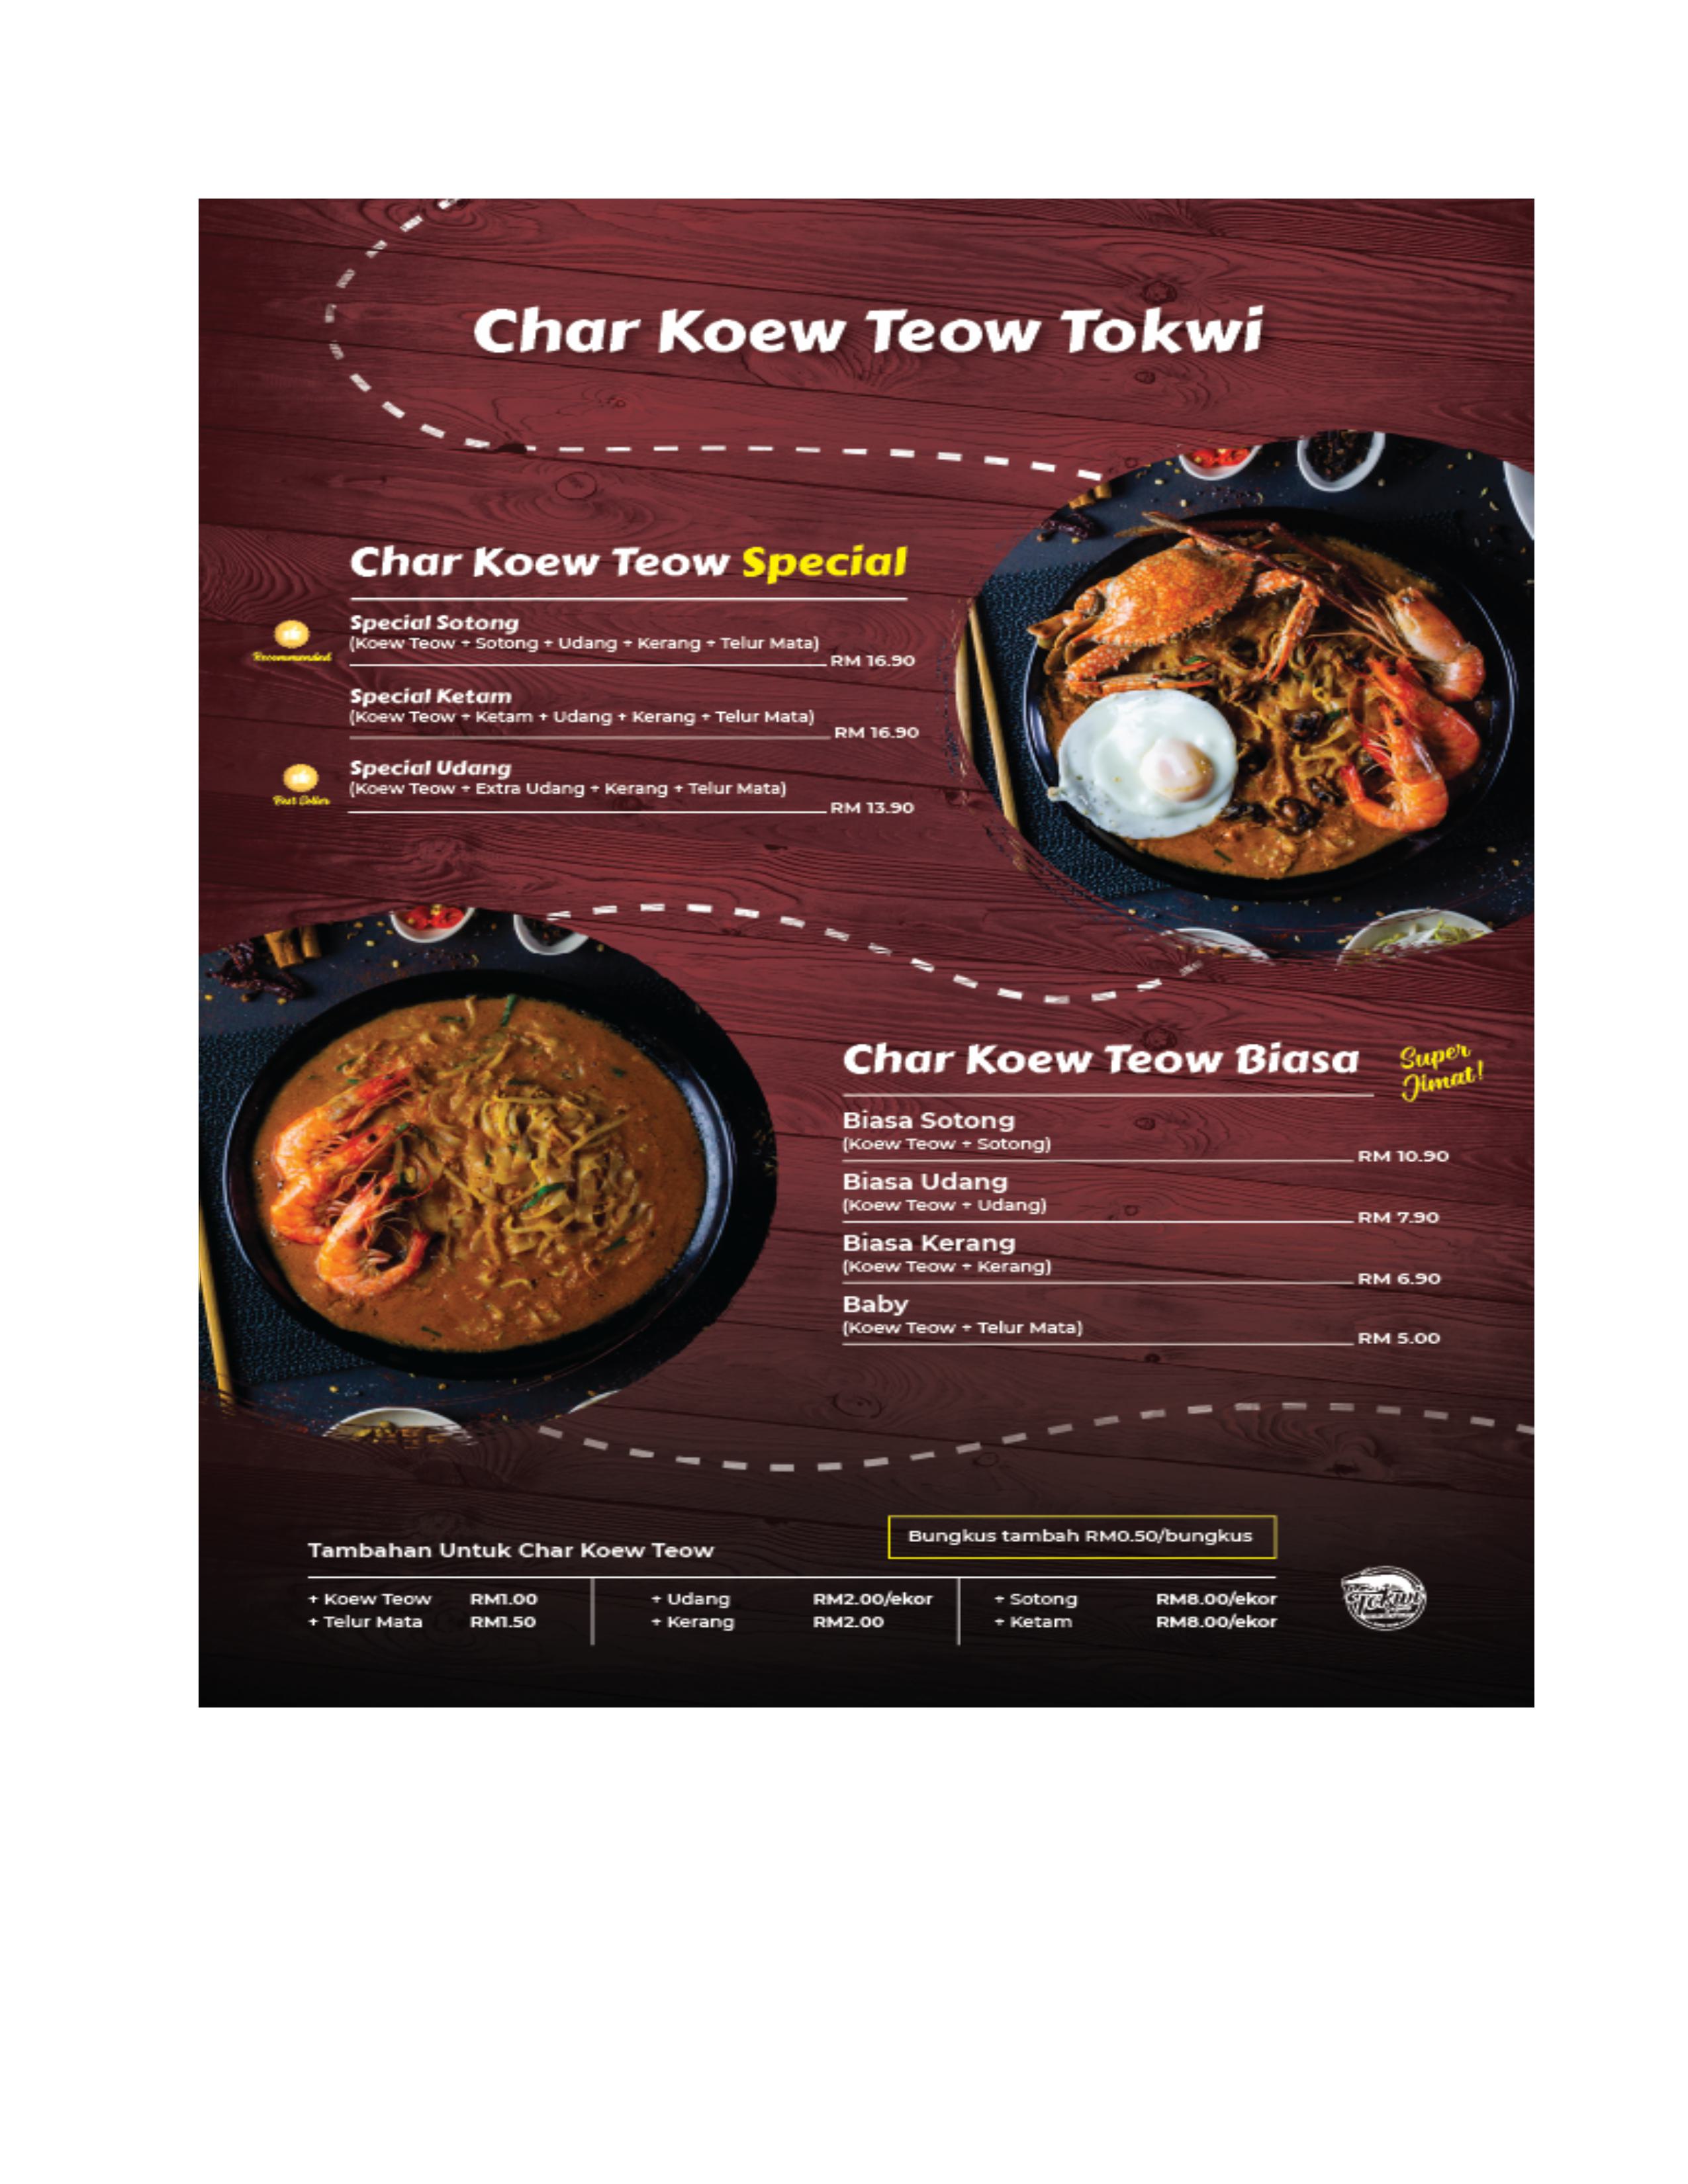 Char Koew Teow Tokwi
Char Koew Teow Special
Special Sotong
(Koew Teow + Sotong + Udang + Kerang + Telur Mata)
RM 16.90
Recommended
Special Ketam
(Koew Teow + Ketam + Udang + Kerang + Telur Mata)
RM 16.90
Special Udang
(Koew Teow + Extra Udang + Kerang + Telur Mata)
RM 13.90
Best Seller
Char Koew Teow Biasa
Super
Jimat!
Biasa Sotong
(Koew Teow + Sotong)
RM 10.90
Biasa Udang
(Koew Teow + Udang)
RM 7.90
Biasa Kerang
(Koew Teow + Kerang)
RM 6.90
Baby
(Koew Teow + Telur Mata)
RM 5.00
Bungkus tambah RM0.50/bungkus
Tambahan Untuk Char Koew Teow
+ Koew Teow RM1.00
+ Telur Mata RM1.50
+ Udang RM2.00/ekor
+ Kerang RM2.00
+ Sotong RM8.00/ekor
+ Ketam RM8.00/ekor
Tokwi